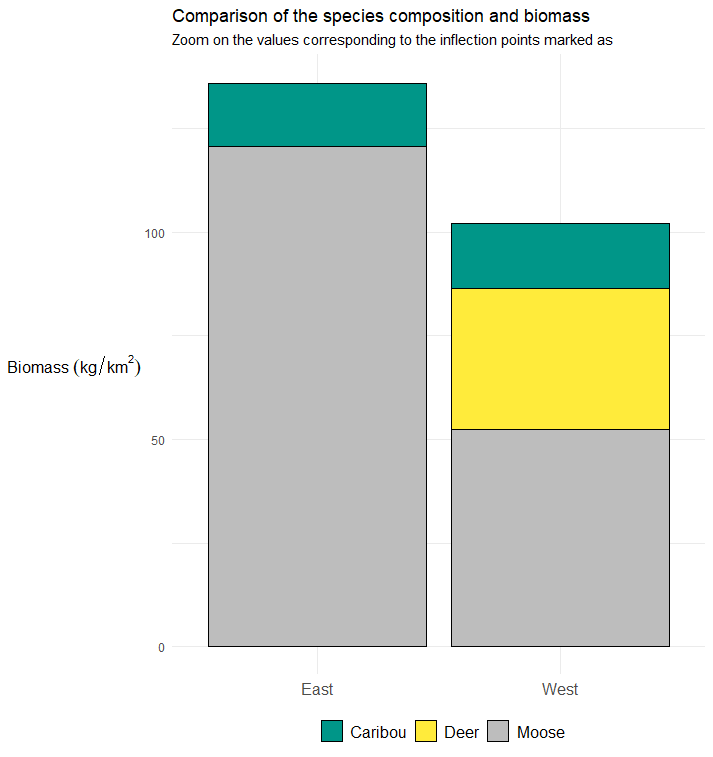 Comparison of the species composition and biomass
Zoom on the values corresponding to the inflection points marked as
100
Biomass (kg/km²)
50
0
East West
Caribou Deer Moose